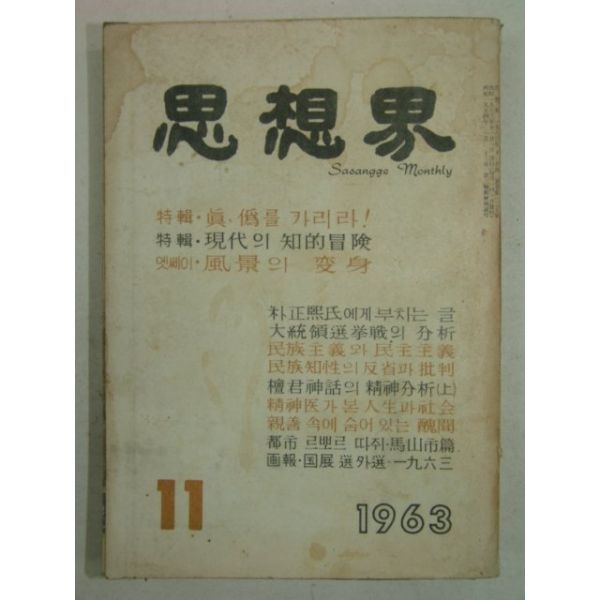 思想界
Sasangge Monthly
特輯·眞、僞를 가리라!
特輯·現代의 知的冒険
엣쎄이·風景의 変身
朴正熙氏에게 부치는 글
大統領選挙戦의 分析
民族主義와 民主主義
民族知性의 反省과 批判
檀君神話의 精神分析(上)
精神医가 본 人生과 社会
親善 속에 숨어 있는 醜聞
都市 르뽀르 따쥐·馬山市篇
画報·国展 選外選·一九六三
11
1963